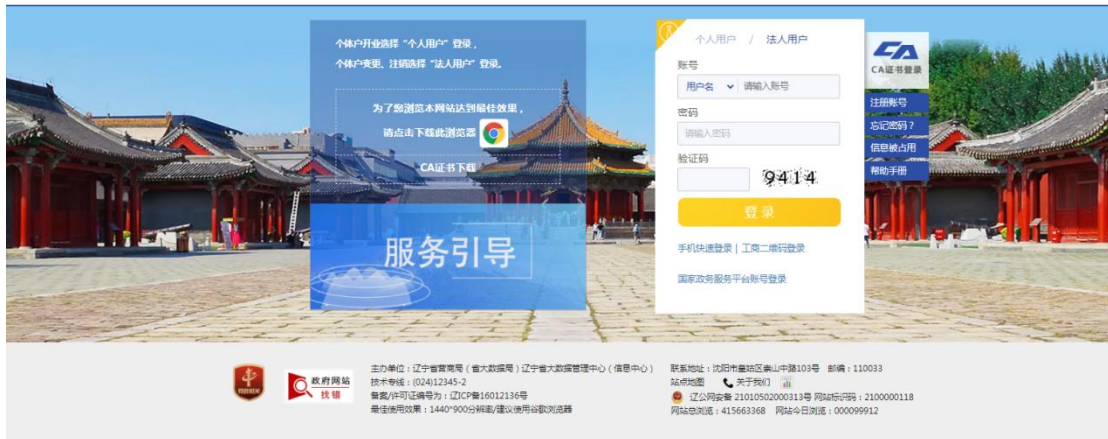 个体户开业选择“个人用户”登录，
个体户变更、注销选择“法人用户”登录。
为了您浏览本网站达到最佳效果，
请点击下载此浏览器
CA证书下载
服务引导
个人用户 / 法人用户
账号
用户名 请输入账号
密码
请输入密码
验证码
9414
登录
手机快速登录 | 工商二维码登录
国家政务服务平台账号登录
CA证书登录
注册账号
忘记密码？
信息被占用
帮助手册
政府网站
找错
主办单位：辽宁省营商局（省大数据局）辽宁省大数据管理中心（信息中心）
技术专线：(024)12345-2
备案/许可证编号为：辽ICP备16012136号
最佳使用效果：1440*900分辨率/建议使用谷歌浏览器
联系地址：沈阳市皇姑区崇山中路103号 邮编：110033
站点地图 关于我们
辽公网安备 21010502000313号 网站标识码：2100000118
网站总浏览：415663368 网站今日浏览：000099912